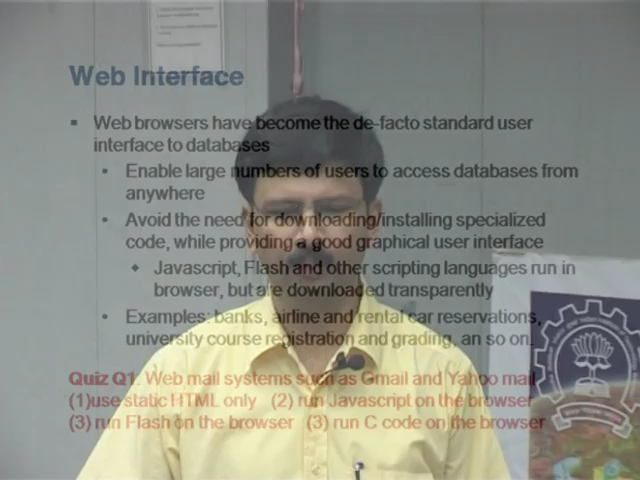 Web Interface
▪ Web browsers have become the de-facto standard user
interface to databases
• Enable large numbers of users to access databases from
anywhere
• Avoid the need for downloading/installing specialized
code, while providing a good graphical user interface
◆ Javascript, Flash and other scripting languages run in
browser, but are downloaded transparently
• Examples: banks, airline and rental car reservations,
university course registration and grading, an so on.
Quiz Q1. Web mail systems such as Gmail and Yahoo mail
(1)use static HTML only (2) run Javascript on the browser
(3) run Flash on the browser (3) run C code on the browser